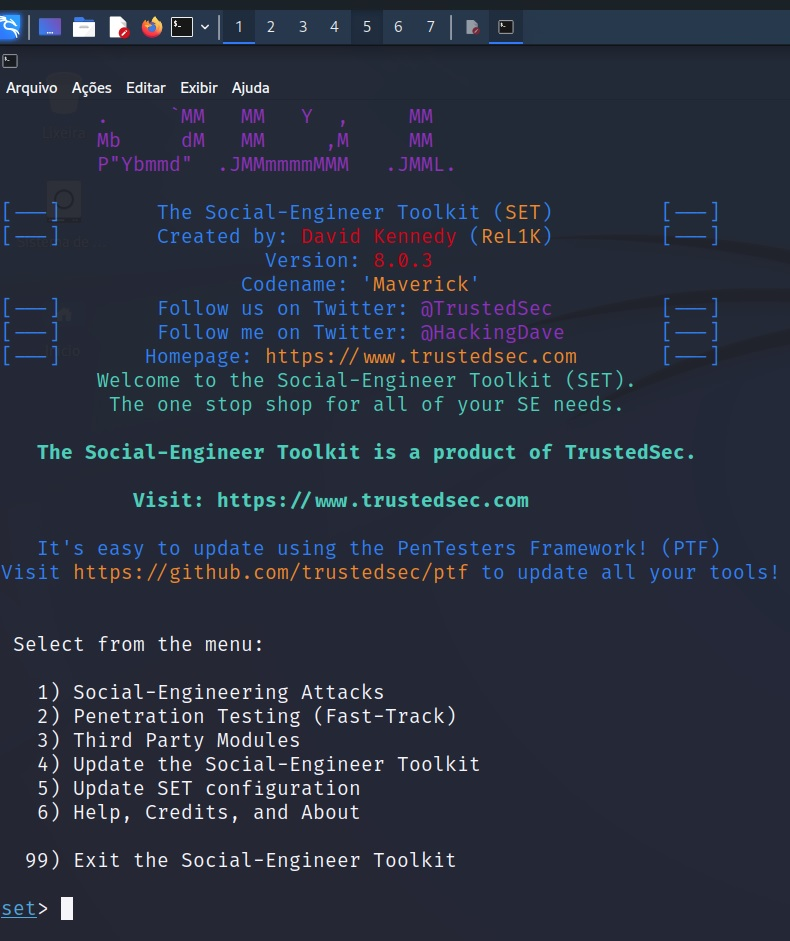 1 2 3 4 5 6 7
Arquivo Ações Editar Exibir Ajuda
. `MM MM Y , MM
Mb dM MM ,M MM
P"Ybmmd" .JMMmmmmMMM .JMML.
[---] The Social-Engineer Toolkit (SET) [---]
[---] Created by: David Kennedy (ReL1K) [---]
Version: 8.0.3
Codename: 'Maverick'
[---] Follow us on Twitter: @TrustedSec [---]
[---] Follow me on Twitter: @HackingDave [---]
[---] Homepage: https://www.trustedsec.com [---]
Welcome to the Social-Engineer Toolkit (SET).
The one stop shop for all of your SE needs.
The Social-Engineer Toolkit is a product of TrustedSec.
Visit: https://www.trustedsec.com
It's easy to update using the PenTesters Framework! (PTF)
Visit https://github.com/trustedsec/ptf to update all your tools!
Select from the menu:
1) Social-Engineering Attacks
2) Penetration Testing (Fast-Track)
3) Third Party Modules
4) Update the Social-Engineer Toolkit
5) Update SET configuration
6) Help, Credits, and About
99) Exit the Social-Engineer Toolkit
set>